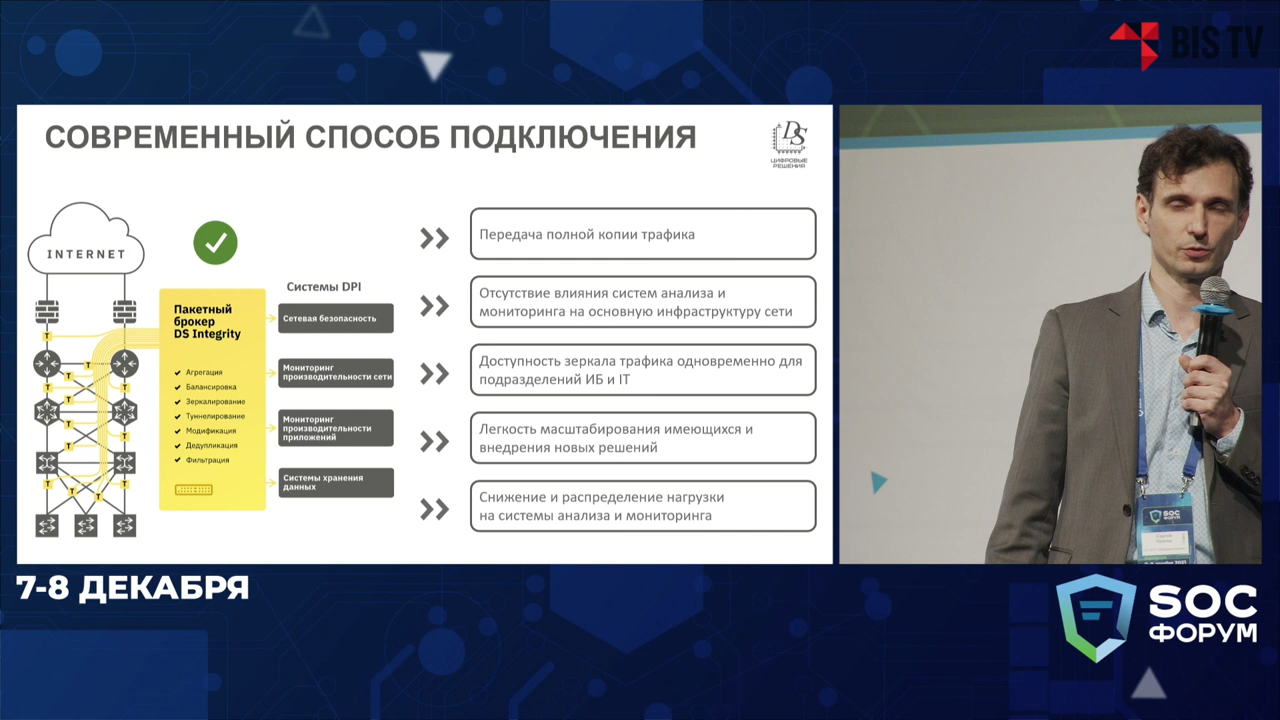 BIS TV
СОВРЕМЕННЫЙ СПОСОБ ПОДКЛЮЧЕНИЯ
DS
ЦИФРОВЫЕ
РЕШЕНИЯ
INTERNET
Пакетный
брокер
DS Integrity
Агрегация
Балансировка
Зеркалирование
Туннелирование
Модификация
Дедупликация
Фильтрация
T
T
T
T
T
T
T
T
T
T
T
T
T
Системы DPI
Сетевая безопасность
Мониторинг
производительности сети
Мониторинг
производительности
приложений
Системы хранения
данных
Передача полной копии трафика
Отсутствие влияния систем анализа и
мониторинга на основную инфраструктуру сети
Доступность зеркала трафика одновременно для
подразделений ИБ и IT
Легкость масштабирования имеющихся и
внедрения новых решений
Снижение и распределение нагрузки
на системы анализа и мониторинга
SOC
ФОРУМ
7-8 ДЕКАБРЯ
SOC
ФОРУМ